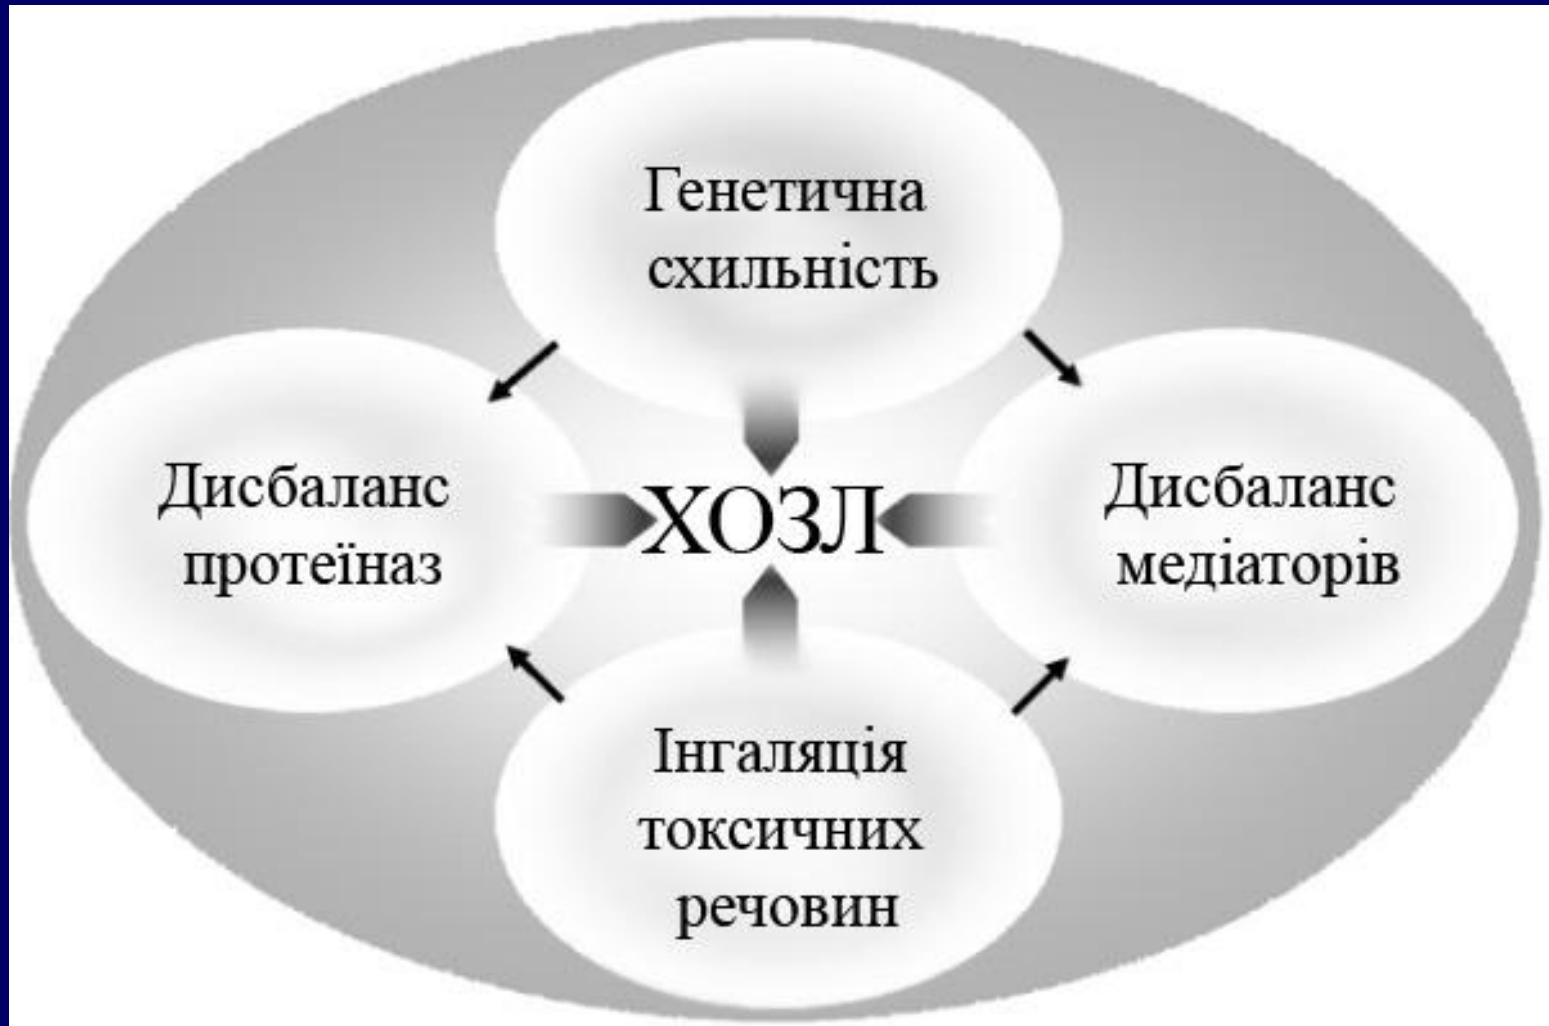 Генетична
схильність
Дисбаланс
протеїназ
ХОЗЛ
Дисбаланс
медіаторів
Інгаляція
токсичних
речовин